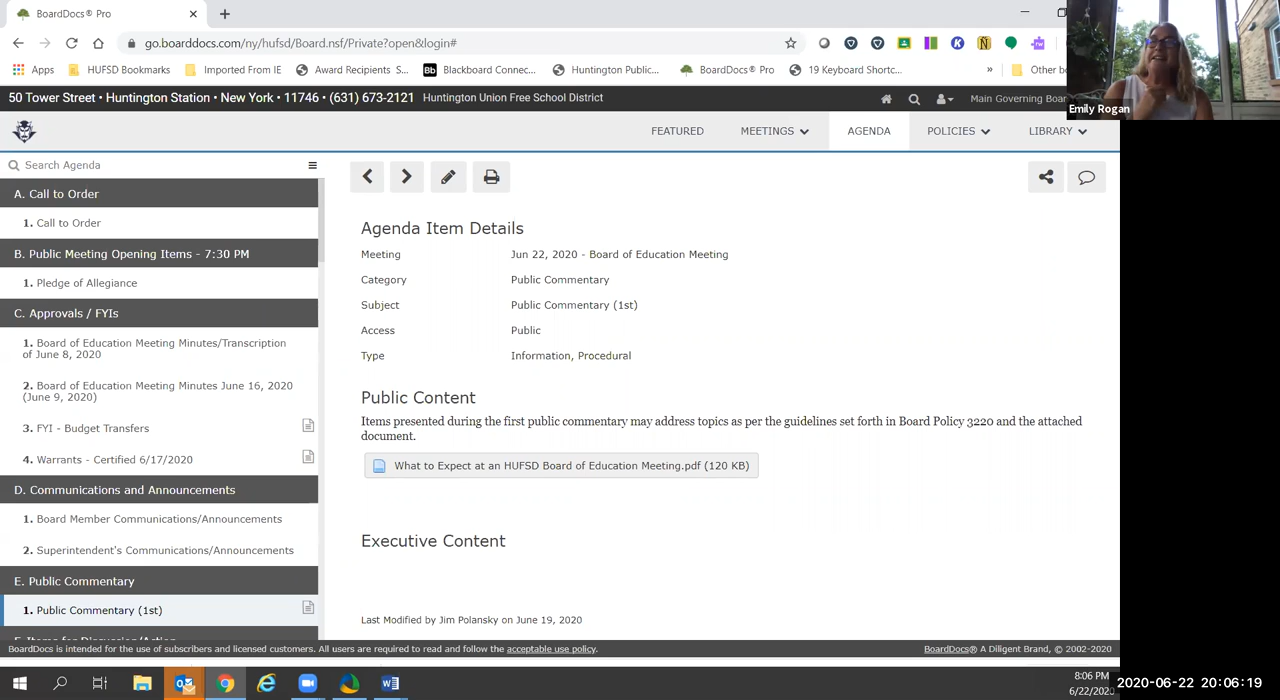 BoardDocs® Pro
go.boarddocs.com/ny/hufsd/Board.nsf/Private?open&login#
Apps
HUFSD Bookmarks
Imported From IE
Award Recipients S...
Bb
Blackboard Connec...
Huntington Public...
BoardDocs® Pro
19 Keyboard Shortc...
»
Other bo
Emily Rogan
50 Tower Street • Huntington Station • New York • 11746 • (631) 673-2121 Huntington Union Free School District
Main Governing Boar
FEATURED
MEETINGS
AGENDA
POLICIES
LIBRARY
Search Agenda
A. Call to Order
1. Call to Order
B. Public Meeting Opening Items - 7:30 PM
1. Pledge of Allegiance
C. Approvals / FYIs
1. Board of Education Meeting Minutes/Transcription
of June 8, 2020
2. Board of Education Meeting Minutes June 16, 2020
(June 9, 2020)
3. FYI - Budget Transfers
4. Warrants - Certified 6/17/2020
D. Communications and Announcements
1. Board Member Communications/Announcements
2. Superintendent's Communications/Announcements
E. Public Commentary
1. Public Commentary (1st)
F. Items for Discussion/Action
Agenda Item Details
Meeting Jun 22, 2020 - Board of Education Meeting
Category Public Commentary
Subject Public Commentary (1st)
Access Public
Type Information, Procedural
Public Content
Items presented during the first public commentary may address topics as per the guidelines set forth in Board Policy 3220 and the attached
document.
What to Expect at an HUFSD Board of Education Meeting.pdf (120 KB)
Executive Content
Last Modified by Jim Polansky on June 19, 2020
BoardDocs is intended for the use of subscribers and licensed customers. All users are required to read and follow the acceptable use policy.
BoardDocs® A Diligent Brand, © 2002-2020
8:06 PM
6/22/2020
2020-06-22 20:06:19